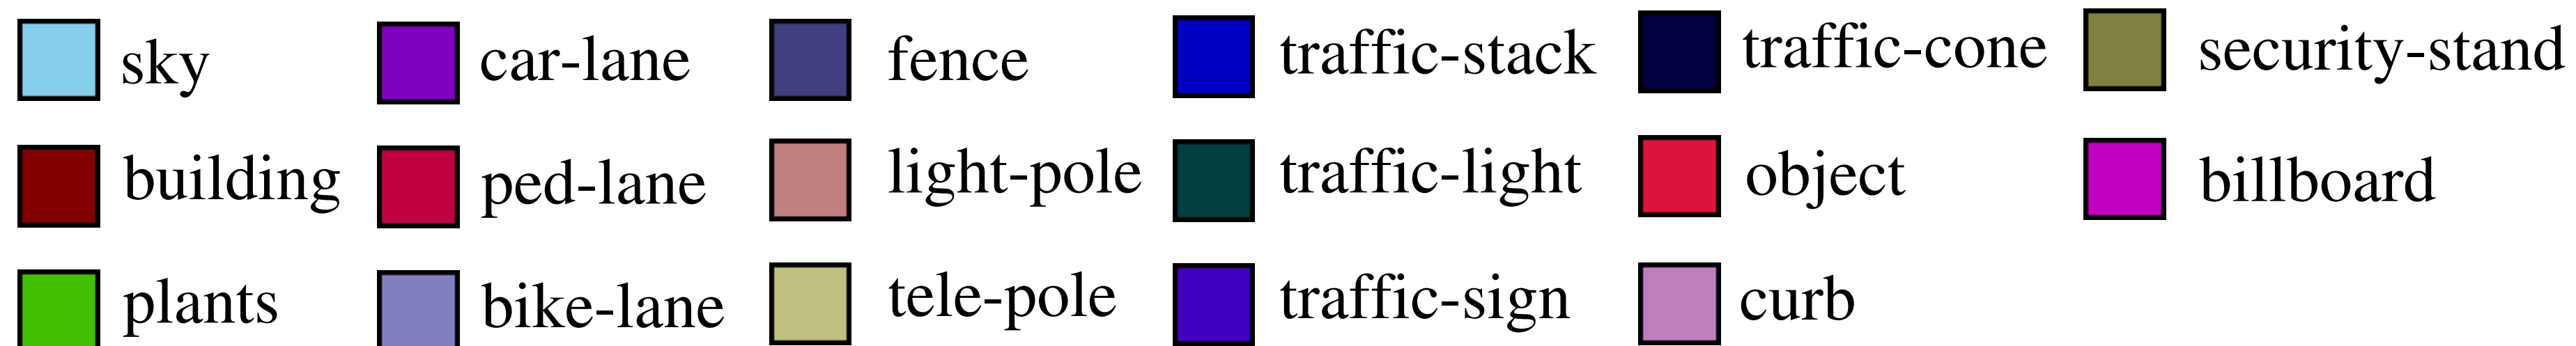 sky car-lane fence traffic-stack traffic-cone security-stand
building ped-lane light-pole traffic-light object billboard
plants bike-lane tele-pole traffic-sign curb